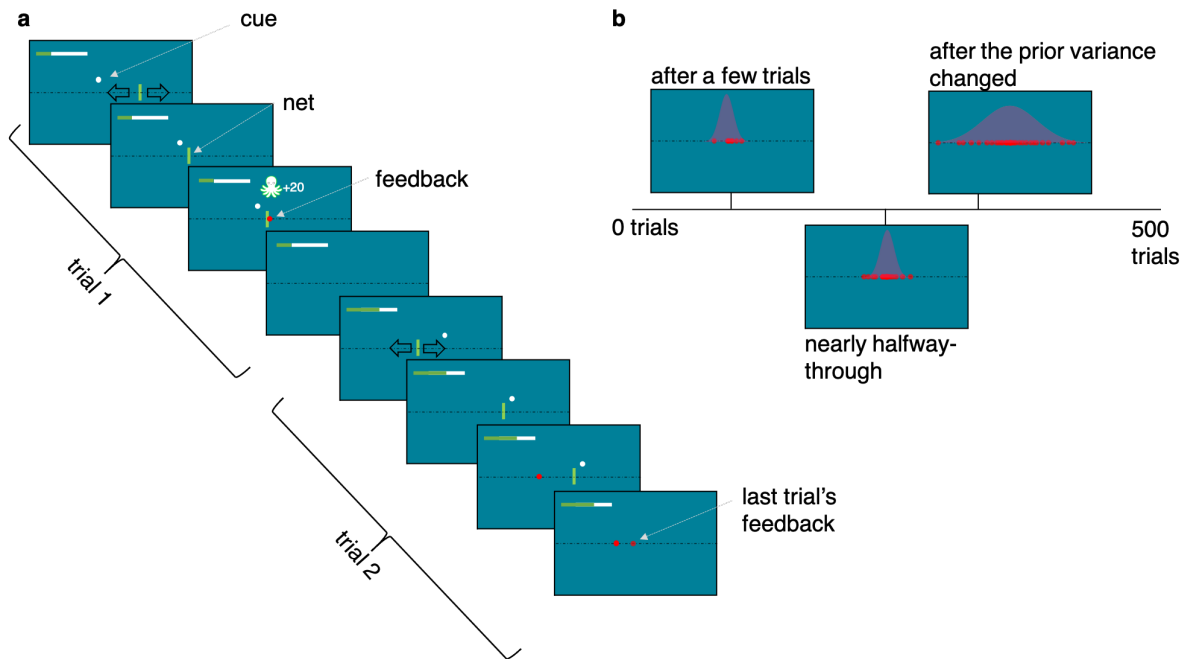 a
cue
net
+20
feedback
trial 1
trial 2
last trial's
feedback
b
after a few trials
after the prior variance
changed
0 trials
500
trials
nearly halfway-
through